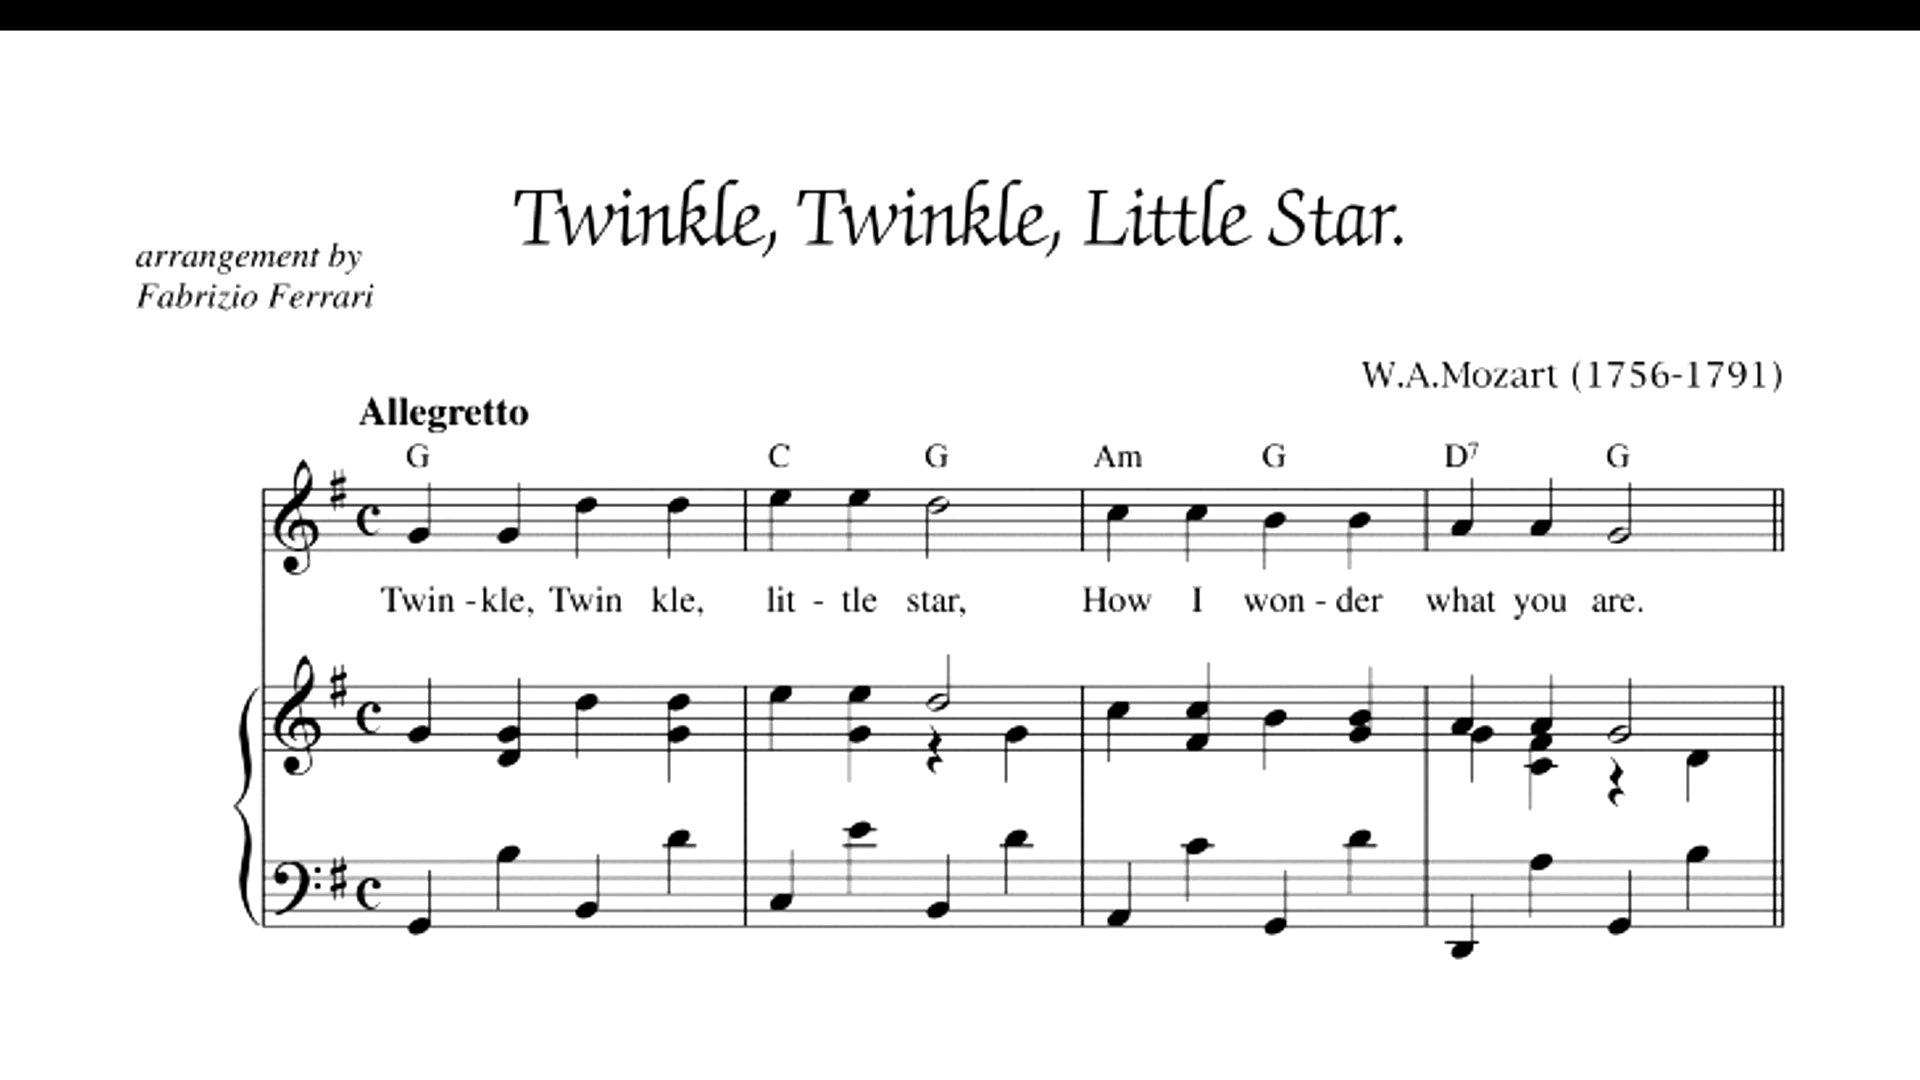 Twinkle, Twinkle, Little Star.
arrangement by
Fabrizio Ferrari
W.A.Mozart (1756-1791)
Allegretto
G C G Am G D7 G
Twin - kle, Twin kle, lit - tle star, How I won - der what you are.